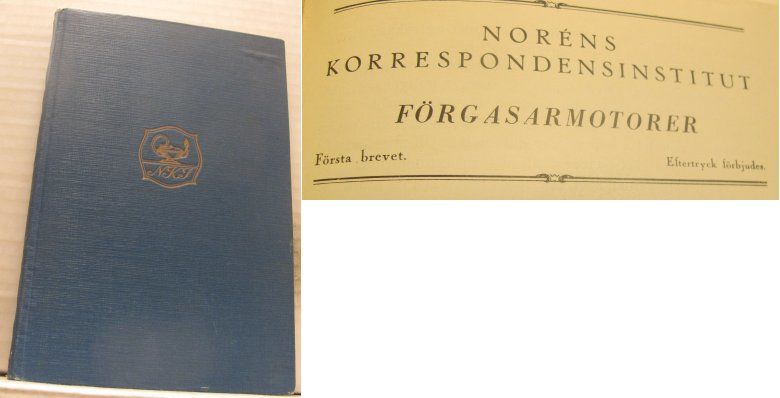 NKI
NORÉNS
KORRESPONDENSINSTITUT
FÖRGASARMOTORER
Första brevet.
Eftertryck förbjudes.